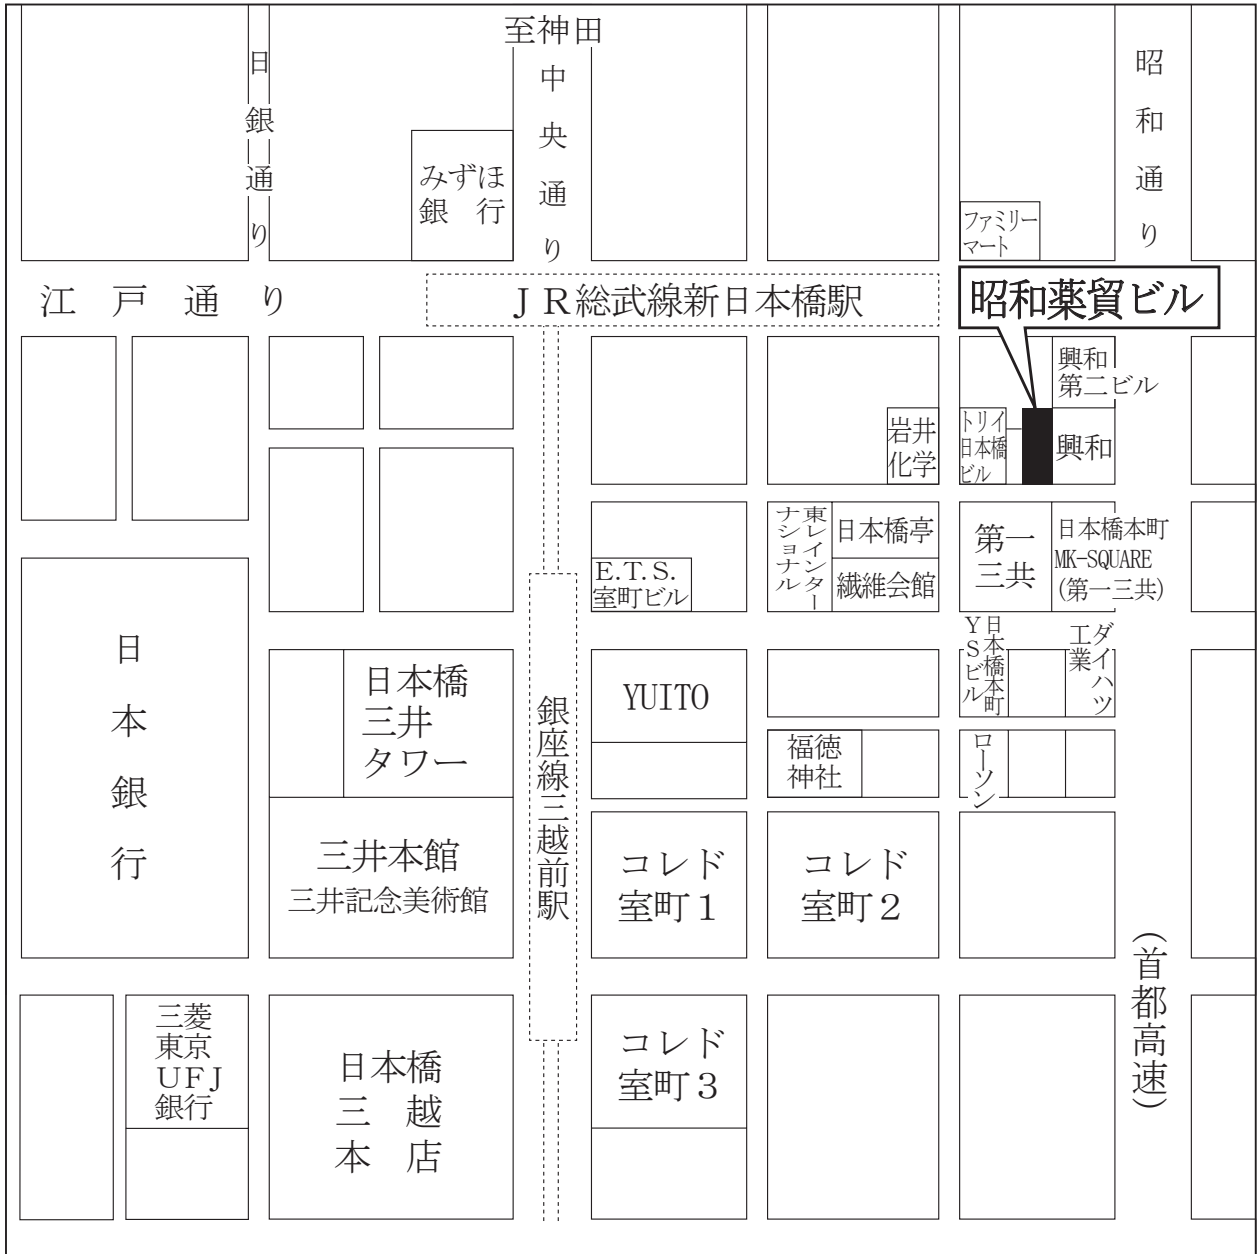 至神田
日銀通り
中央通り
昭和通り
みずほ
銀 行
ファミリー
マート
江戸通り
JR総武線新日本橋駅
昭和薬貿ビル
興和
第二ビル
岩井
化学
トリイ
日本橋
ビル
興和
東レインター
ナショナル
日本橋亭
繊維会館
第一
三共
日本橋本町
MK-SQUARE
(第一三共)
E.T.S.
室町ビル
日本銀行
日本橋
三井
タワー
銀座線三越前駅
YUITO
日本橋本町
YSビル
ダイハツ
工業
福徳
神社
ローソン
三井本館
三井記念美術館
コレド
室町1
コレド
室町2
(首都高速)
三菱
東京
UFJ
銀行
日本橋
三 越
本 店
コレド
室町3